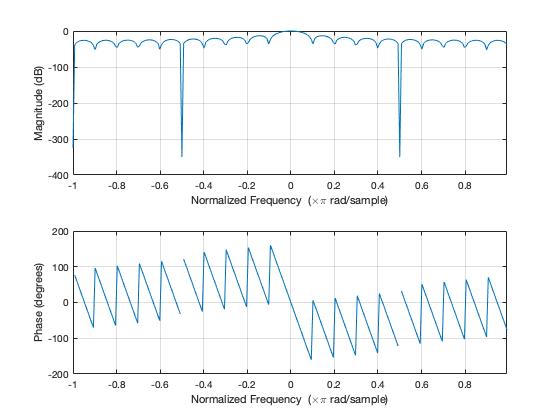 0
-100
-200
-300
-400
Magnitude (dB)
-1 -0.8 -0.6 -0.4 -0.2 0 0.2 0.4 0.6 0.8
Normalized Frequency (×π rad/sample)
200
100
0
-100
-200
Phase (degrees)
-1 -0.8 -0.6 -0.4 -0.2 0 0.2 0.4 0.6 0.8
Normalized Frequency (×π rad/sample)